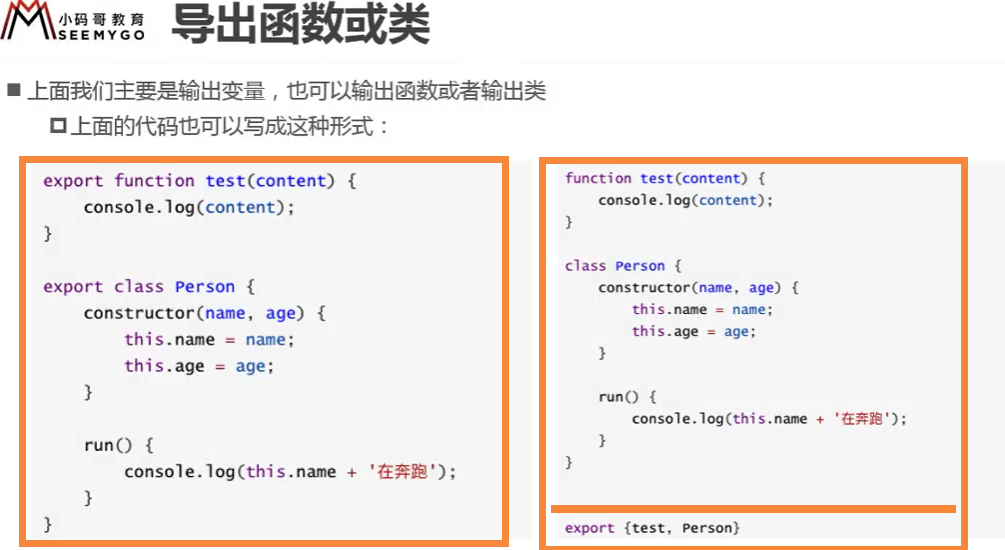 小码哥教育
SEEMYGO
导出函数或类
上面我们主要是输出变量，也可以输出函数或者输出类
上面的代码也可以写成这种形式：
export function test(content) {
    console.log(content);
}
export class Person {
    constructor(name, age) {
        this.name = name;
        this.age = age;
    }
    run() {
        console.log(this.name + '在奔跑');
    }
}
function test(content) {
    console.log(content);
}
class Person {
    constructor(name, age) {
        this.name = name;
        this.age = age;
    }
    run() {
        console.log(this.name + '在奔跑');
    }
}
export {test, Person}